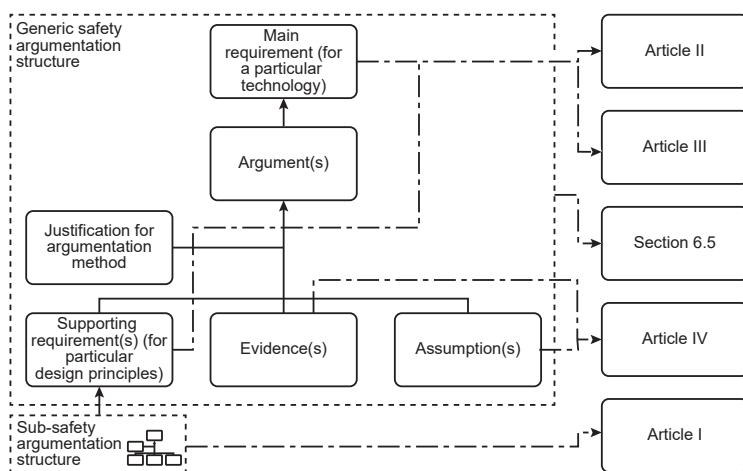 Generic safety
argumentation
structure
Main
requirement (for
a particular
technology)
Article II
Argument(s)
Article III
Justification for
argumentation
method
Section 6.5
Supporting
requirement(s) (for
particular
design principles)
Evidence(s)
Assumption(s)
Article IV
Sub-safety
argumentation
structure
Article I